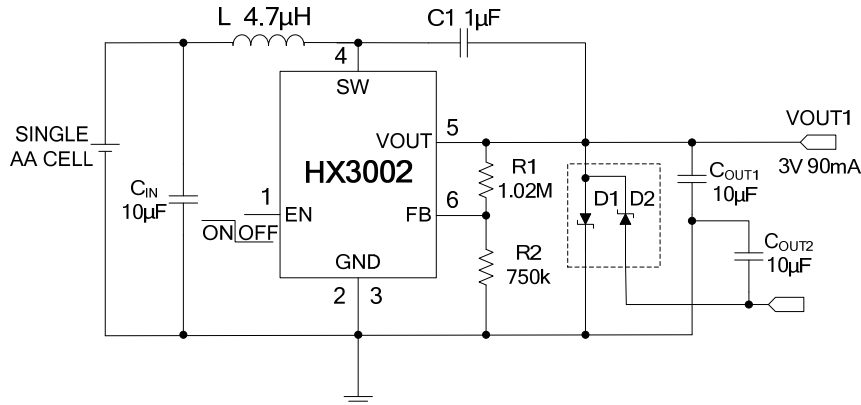 L 4.7µH
C1 1µF
4
SW
SINGLE
AA CELL
VOUT
5
VOUT1
HX3002
R1
1.02M
D1
D2
COUT1
10µF
3V 90mA
CIN
10µF
1
EN
6
FB
ON OFF
R2
750k
COUT2
10µF
GND
2
3